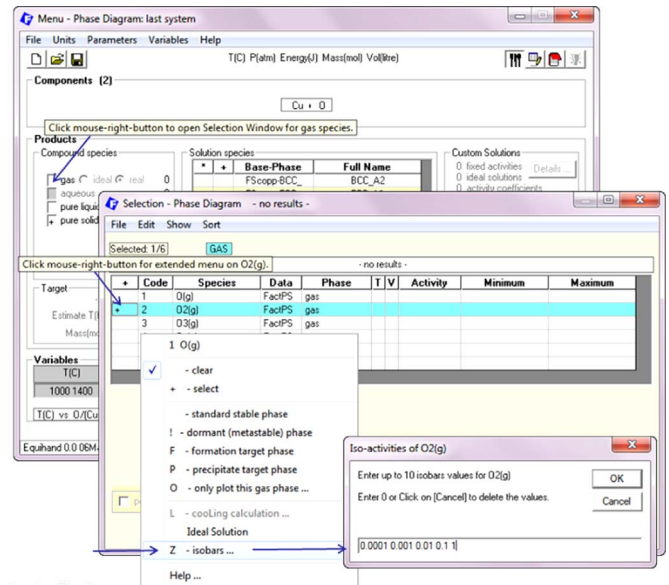 Menu - Phase Diagram: last system
File Units Parameters Variables Help
T(C) P(atm) Energy(J) Mass(mol) Vol(litre)
Components (2)
Cu + O
Click mouse-right-button to open Selection Window for gas species.
Products
Compound species
gas ideal real 0
aqueous
pure liquid
+ pure solid
Solution species
* + Base-Phase Full Name
FScopp-BCC_ BCC_A2
Custom Solutions
0 fixed activities
0 ideal solutions
0 activity coefficients
Details ...
Selection - Phase Diagram - no results -
File Edit Show Sort
Selected: 1/6 GAS
Click mouse-right-button for extended menu on O2(g).
- no results -
+ Code Species Data Phase T V Activity Minimum Maximum
1 O(g) FactPS gas
+ 2 O2(g) FactPS gas
3 O3(g) FactPS gas
Target
Estimate T(
Mass(mo
Variables
T(C)
1000 1400
T(C) vs O/(Cu
Equihand 0.0 06M
1 O(g)
- clear
+ - select
- standard stable phase
! - dormant (metastable) phase
F - formation target phase
P - precipitate target phase
O - only plot this gas phase ...
L - cooLing calculation ...
Ideal Solution
Z - isobars ...
Help ...
Iso-activities of O2(g)
Enter up to 10 isobars values for O2(g)
Enter 0 or Click on [Cancel] to delete the values.
OK
Cancel
0.0001 0.001 0.01 0.1 1